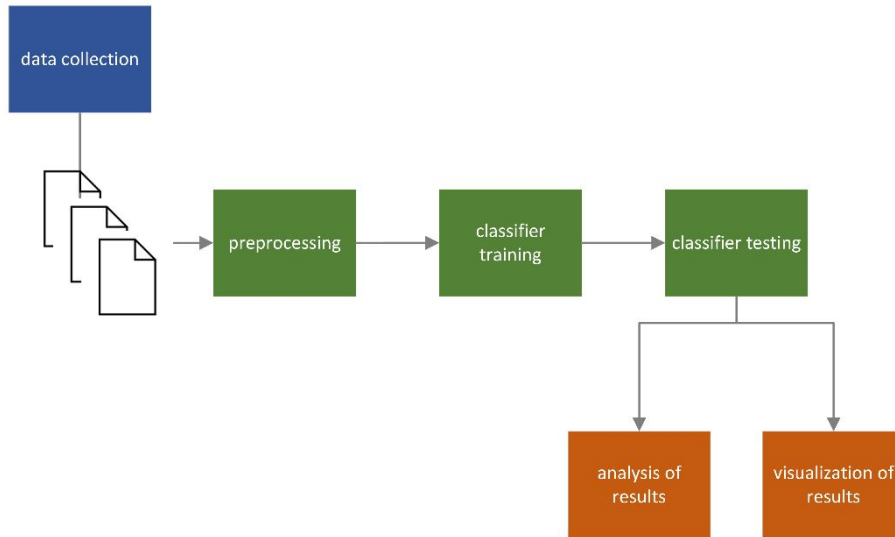 data collection
preprocessing
classifier
training
classifier testing
analysis of
results
visualization of
results